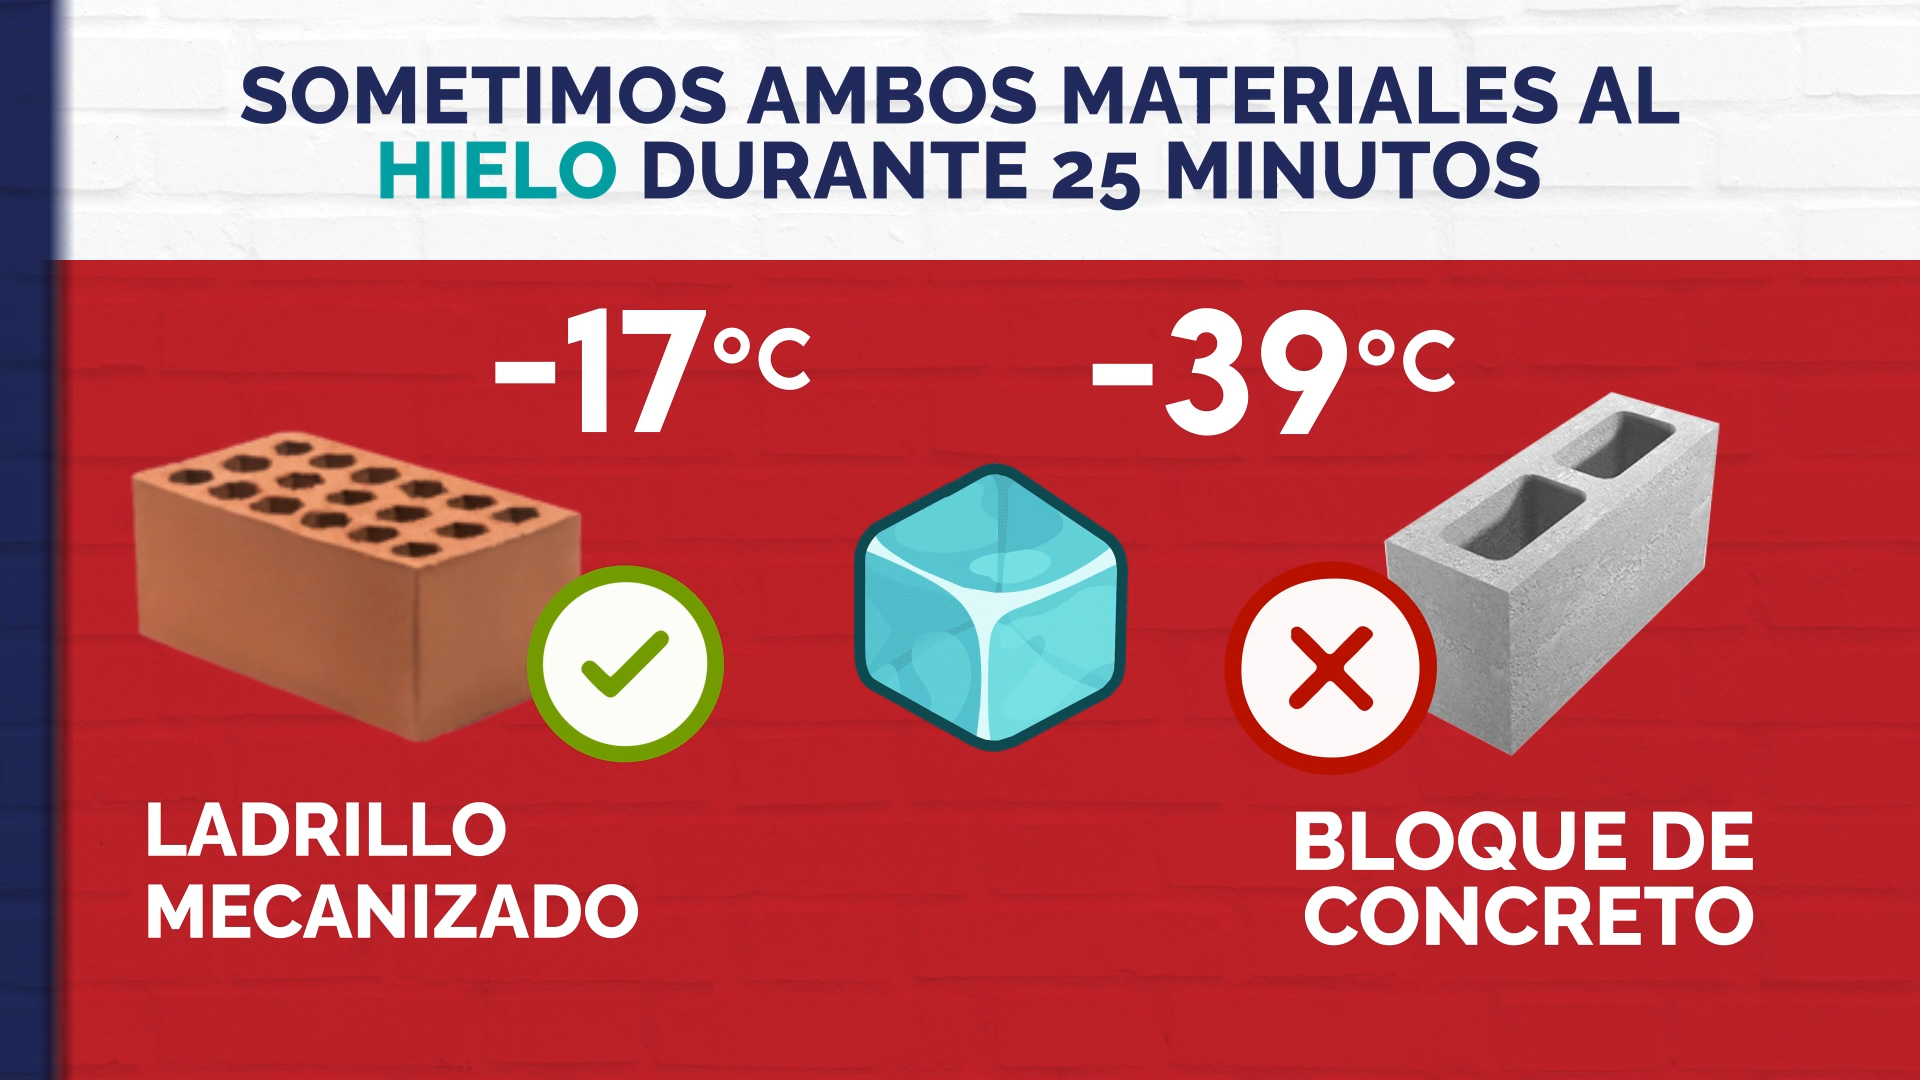 SOMETIMOS AMBOS MATERIALES AL
HIELO DURANTE 25 MINUTOS
-17°C
-39°C
LADRILLO
MECANIZADO
BLOQUE DE
CONCRETO